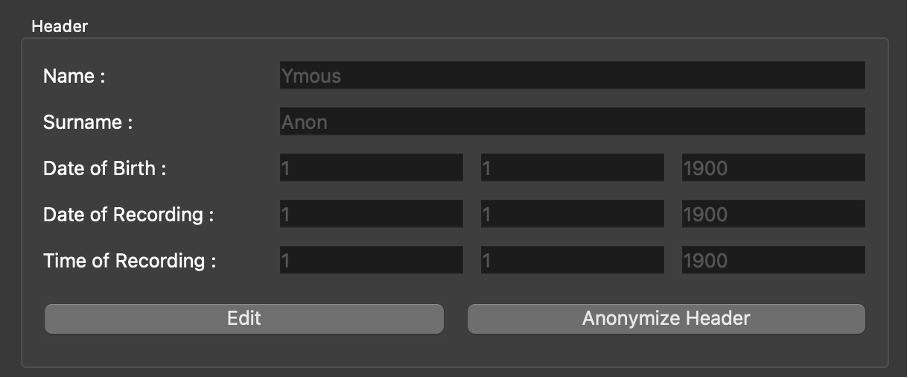 Header
Name : Ymous
Surname : Anon
Date of Birth : 1 1 1900
Date of Recording : 1 1 1900
Time of Recording : 1 1 1900
Edit Anonymize Header